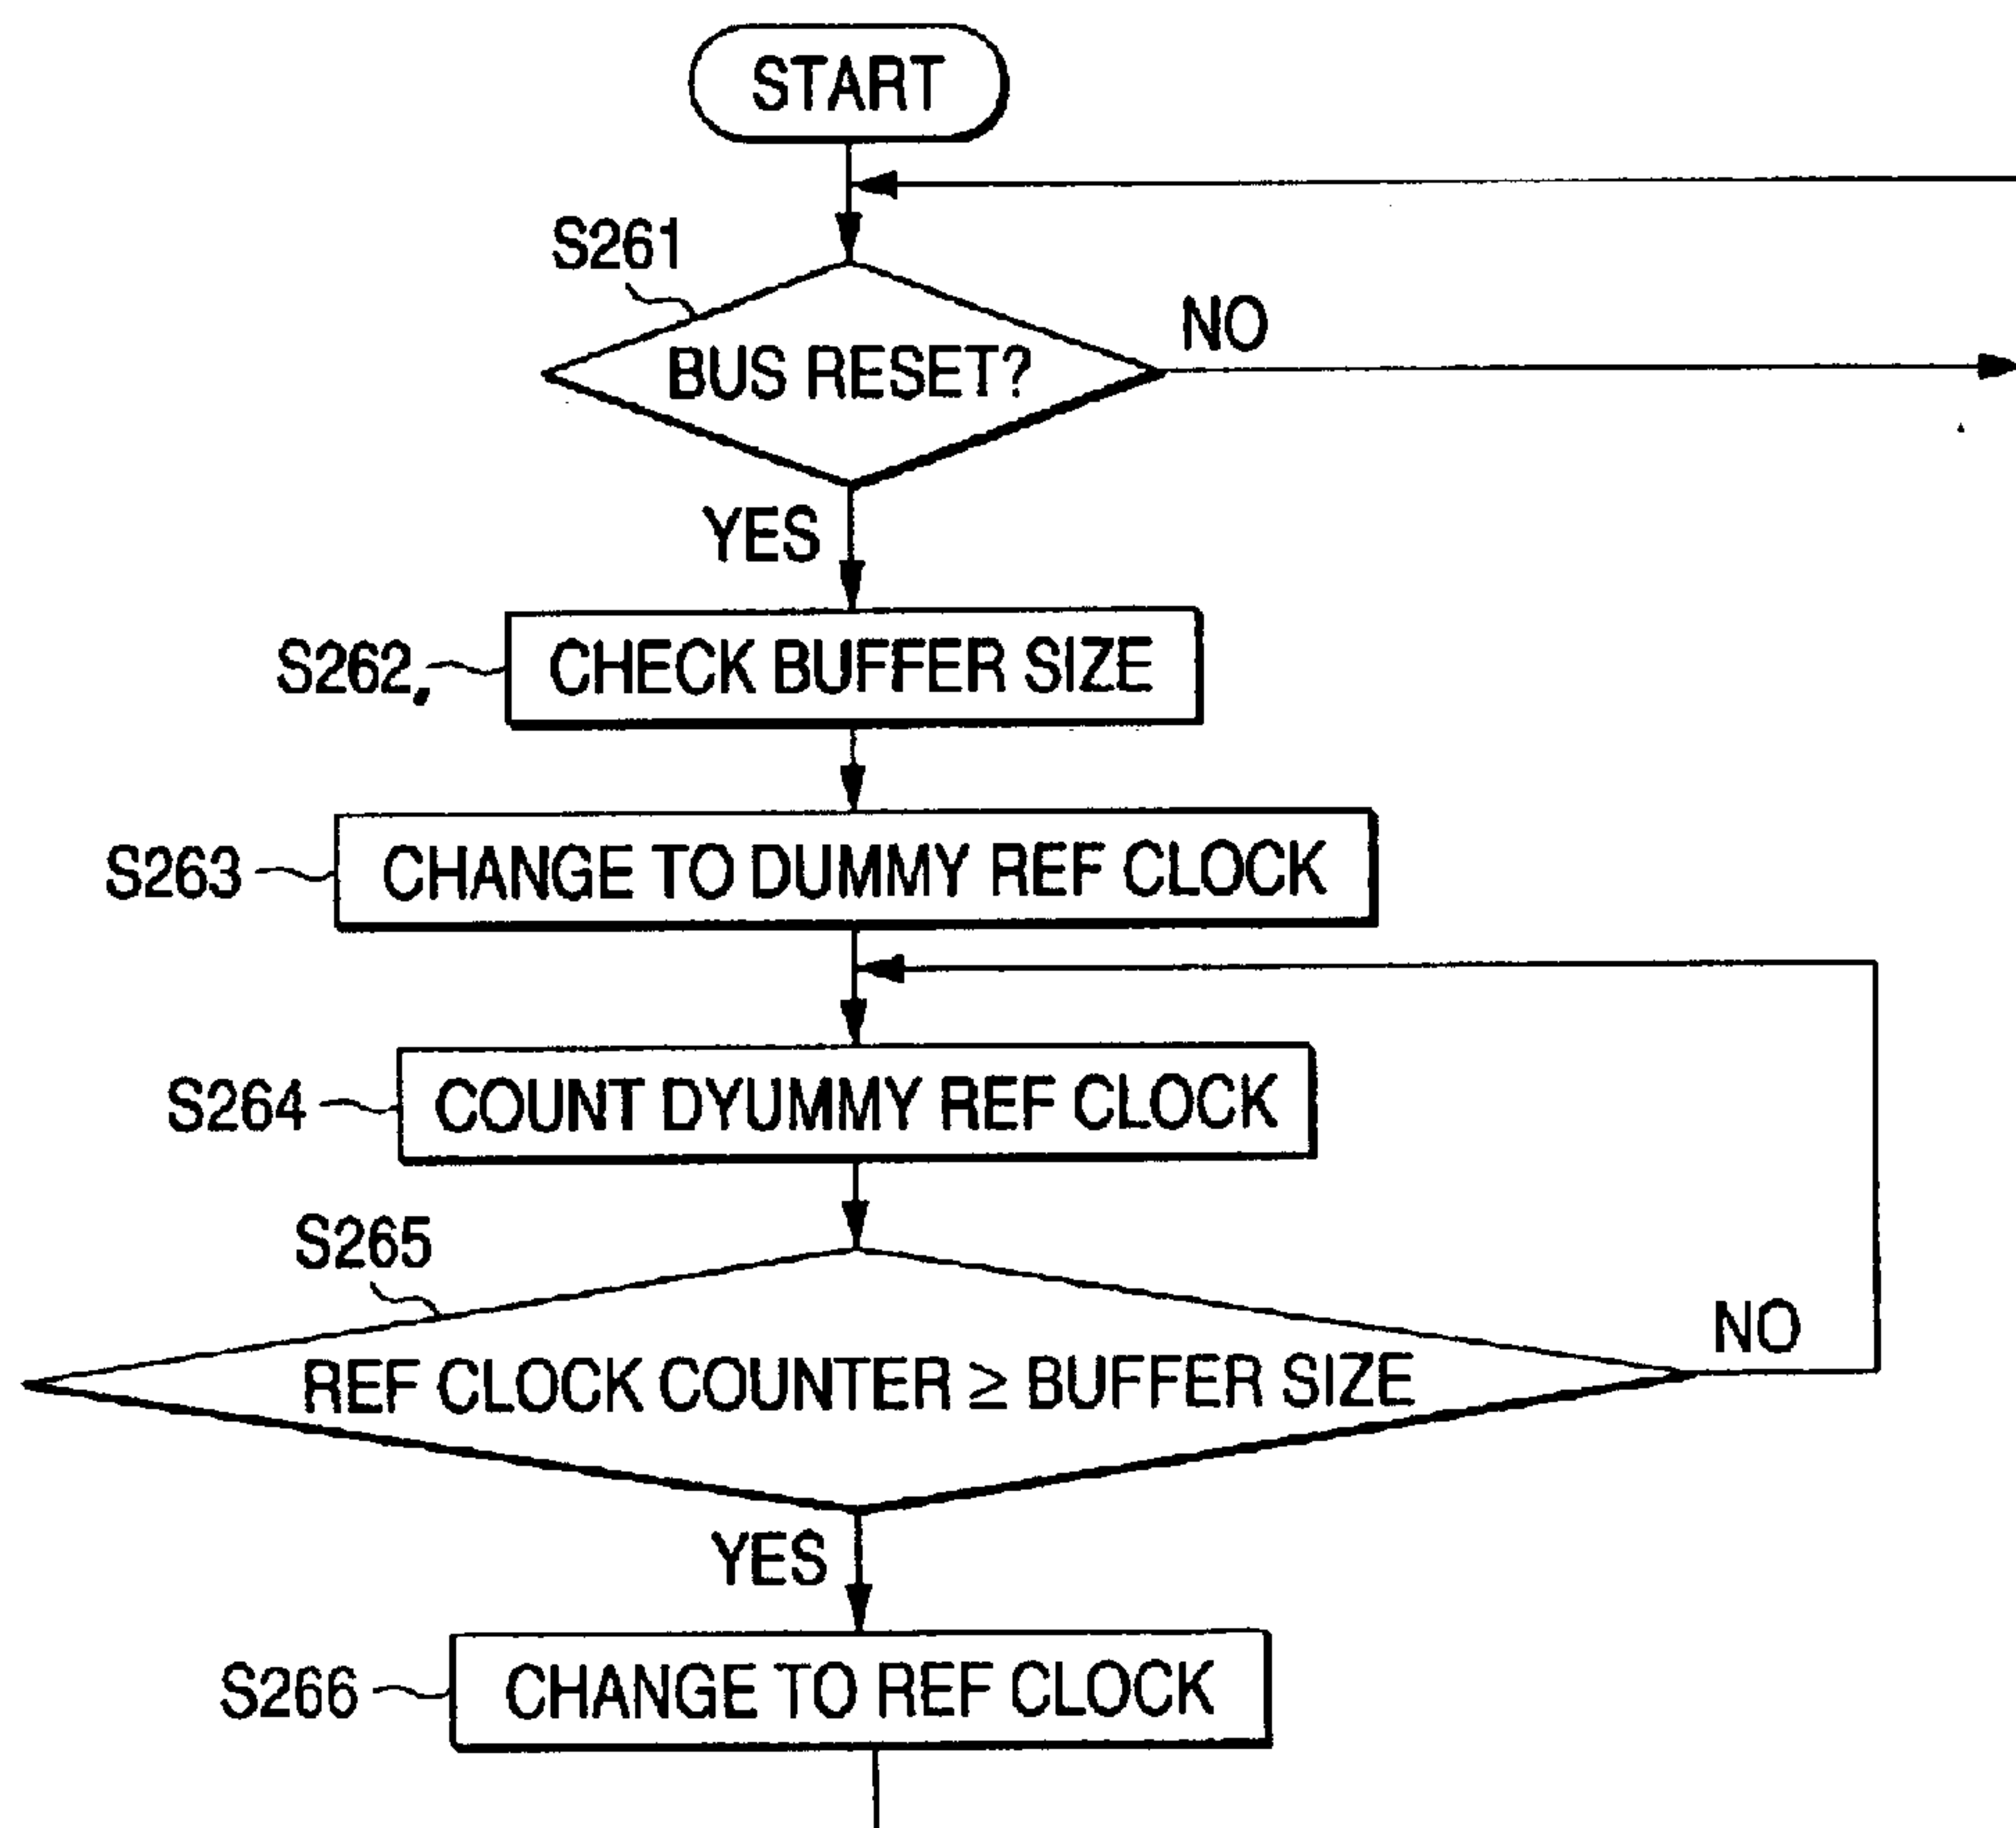 START
S261
NO
BUS RESET?
YES
S262,
CHECK BUFFER SIZE
S263
CHANGE TO DUMMY REF CLOCK
S264
COUNT DYUMMY REF CLOCK
S265
NO
REF CLOCK COUNTER ≥ BUFFER SIZE
YES
S266
CHANGE TO REF CLOCK